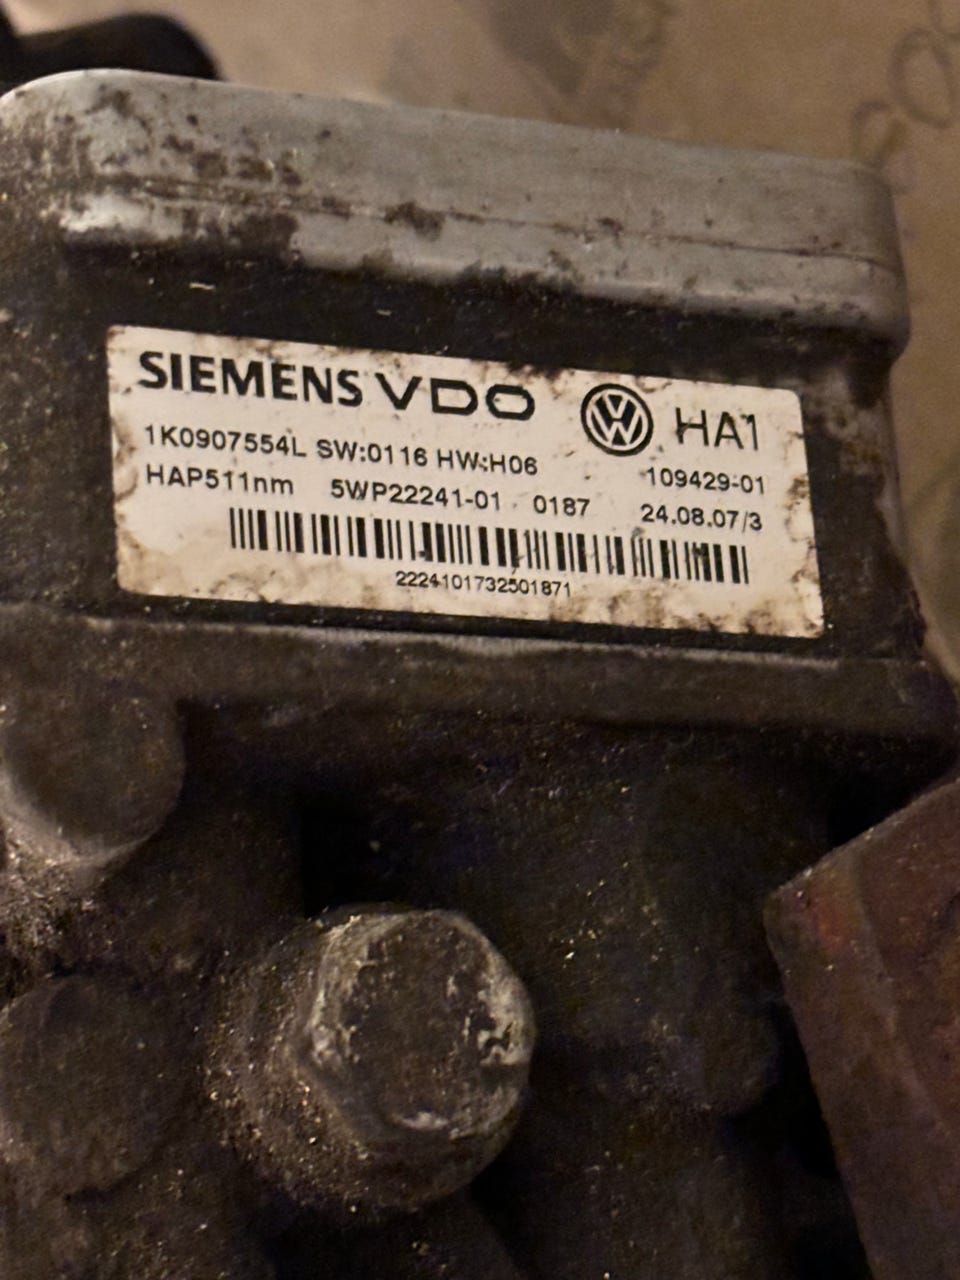 SIEMENS VDO VW HA1
1K0907554L SW:0116 HW:H06 109429-01
HAP511nm 5WP22241-01 0187 24.08.07/3
2224101732501871